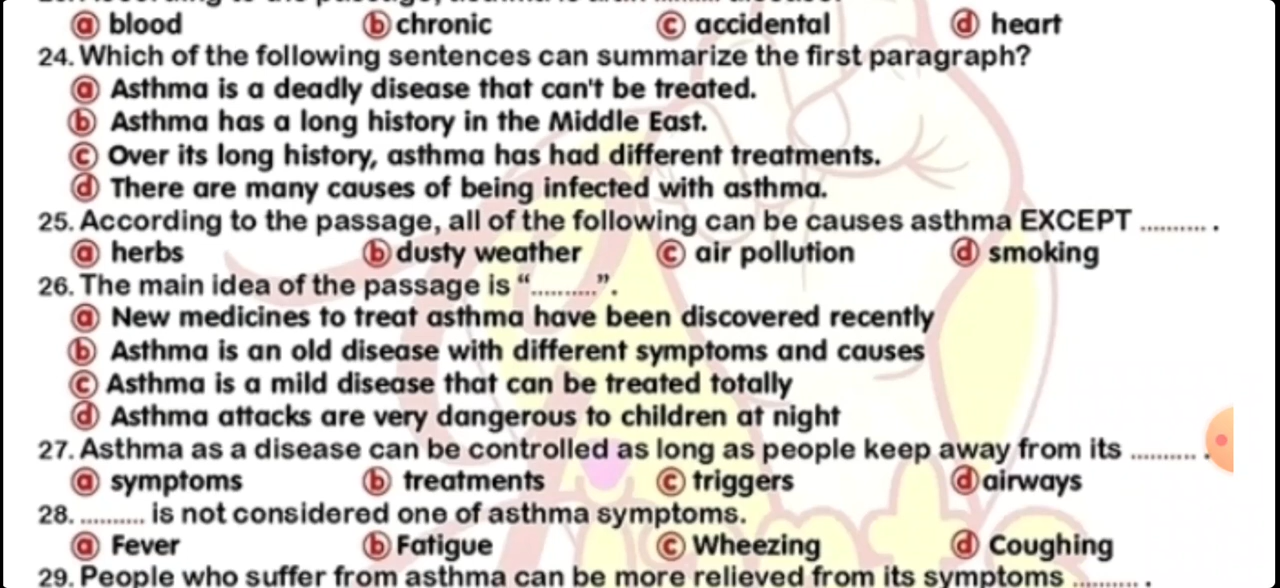 ⓐ blood ⓑ chronic ⓒ accidental ⓓ heart
24. Which of the following sentences can summarize the first paragraph?
ⓐ Asthma is a deadly disease that can't be treated.
ⓑ Asthma has a long history in the Middle East.
ⓒ Over its long history, asthma has had different treatments.
ⓓ There are many causes of being infected with asthma.
25. According to the passage, all of the following can be causes asthma EXPECT .......... .
ⓐ herbs ⓑ dusty weather ⓒ air pollution ⓓ smoking
26. The main idea of the passage is “..........”.
ⓐ New medicines to treat asthma have been discovered recently
ⓑ Asthma is an old disease with different symptoms and causes
ⓒ Asthma is a mild disease that can be treated totally
ⓓ Asthma attacks are very dangerous to children at night
27. Asthma as a disease can be controlled as long as people keep away from its .......... .
ⓐ symptoms ⓑ treatments ⓒ triggers ⓓ airways
28. .......... is not considered one of asthma symptoms.
ⓐ Fever ⓑ Fatigue ⓒ Wheezing ⓓ Coughing
29. People who suffer from asthma can be more relieved from its symptoms .......... .